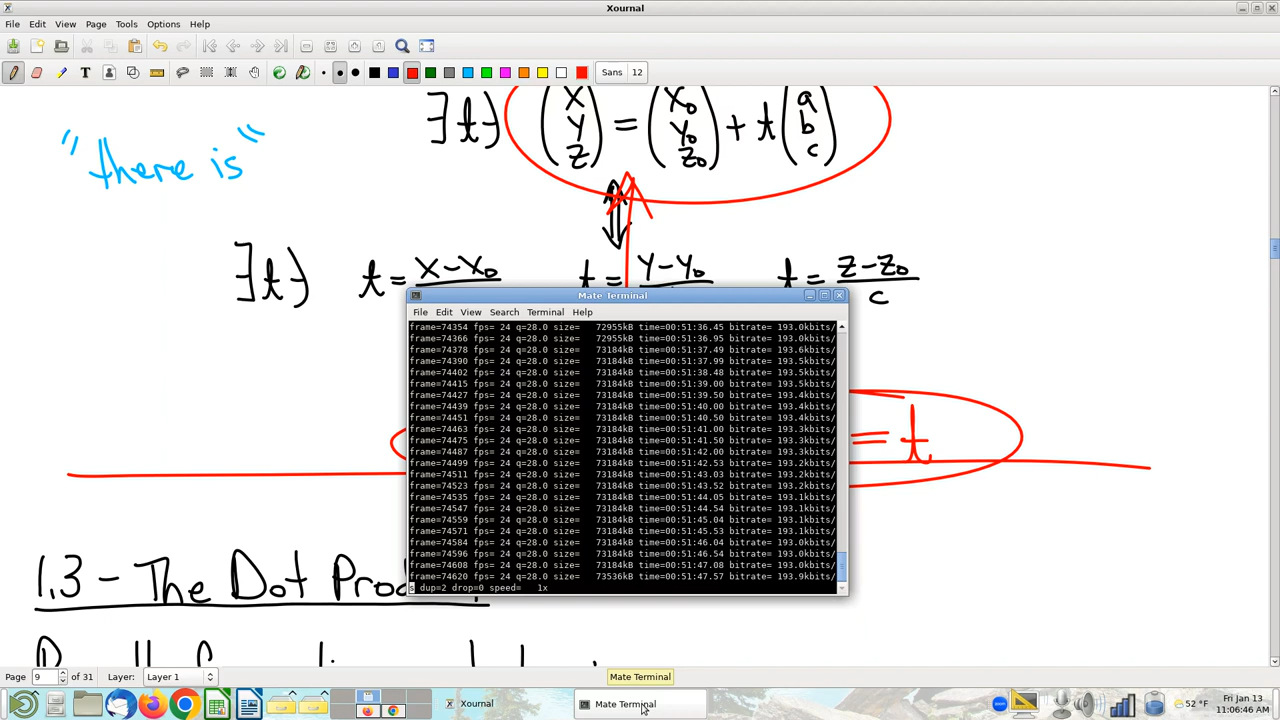 Xournal
File Edit View Page Tools Options Help
Sans 12
"there is"
∃t∋ (X Y Z) = (X₀ Y₀ Z₀) + t(a b c)
∃t∋ t = X-X₀ t = Y-Y₀ t = Z-Z₀ / c
= t
1.3 - The Dot Prod
Mate Terminal
File Edit View Search Terminal Help
frame=74354 fps= 24 q=28.0 size= 72955kB time=00:51:36.45 bitrate= 193.0kbits/
frame=74366 fps= 24 q=28.0 size= 72955kB time=00:51:36.95 bitrate= 193.0kbits/
frame=74378 fps= 24 q=28.0 size= 73184kB time=00:51:37.49 bitrate= 193.6kbits/
frame=74390 fps= 24 q=28.0 size= 73184kB time=00:51:37.99 bitrate= 193.5kbits/
frame=74402 fps= 24 q=28.0 size= 73184kB time=00:51:38.48 bitrate= 193.5kbits/
frame=74415 fps= 24 q=28.0 size= 73184kB time=00:51:39.00 bitrate= 193.5kbits/
frame=74427 fps= 24 q=28.0 size= 73184kB time=00:51:39.50 bitrate= 193.4kbits/
frame=74439 fps= 24 q=28.0 size= 73184kB time=00:51:40.00 bitrate= 193.4kbits/
frame=74451 fps= 24 q=28.0 size= 73184kB time=00:51:40.50 bitrate= 193.4kbits/
frame=74463 fps= 24 q=28.0 size= 73184kB time=00:51:41.00 bitrate= 193.3kbits/
frame=74475 fps= 24 q=28.0 size= 73184kB time=00:51:41.50 bitrate= 193.3kbits/
frame=74487 fps= 24 q=28.0 size= 73184kB time=00:51:42.00 bitrate= 193.3kbits/
frame=74499 fps= 24 q=28.0 size= 73184kB time=00:51:42.53 bitrate= 193.2kbits/
frame=74511 fps= 24 q=28.0 size= 73184kB time=00:51:43.03 bitrate= 193.2kbits/
frame=74523 fps= 24 q=28.0 size= 73184kB time=00:51:43.52 bitrate= 193.2kbits/
frame=74535 fps= 24 q=28.0 size= 73184kB time=00:51:44.05 bitrate= 193.1kbits/
frame=74547 fps= 24 q=28.0 size= 73184kB time=00:51:44.54 bitrate= 193.1kbits/
frame=74559 fps= 24 q=28.0 size= 73184kB time=00:51:45.04 bitrate= 193.1kbits/
frame=74571 fps= 24 q=28.0 size= 73184kB time=00:51:45.53 bitrate= 193.1kbits/
frame=74584 fps= 24 q=28.0 size= 73184kB time=00:51:46.04 bitrate= 193.0kbits/
frame=74596 fps= 24 q=28.0 size= 73184kB time=00:51:46.54 bitrate= 193.0kbits/
frame=74608 fps= 24 q=28.0 size= 73184kB time=00:51:47.08 bitrate= 193.0kbits/
frame=74620 fps= 24 q=28.0 size= 73536kB time=00:51:47.57 bitrate= 193.9kbits/
s dup=2 drop=0 speed= 1x
Page 9 of 31 Layer: Layer 1
Mate Terminal
Xournal Mate Terminal
52 °F
Fri Jan 13
11:06:46 AM